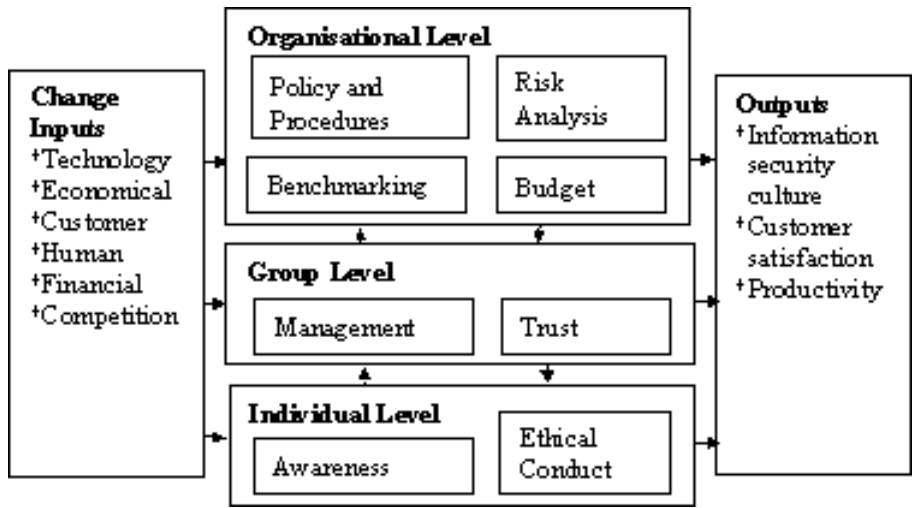 Change
Inputs
+Technology
+Economical
+Customer
+Human
+Financial
+Competition
Organisational Level
Policy and
Procedures
Risk
Analysis
Benchmarking
Budget
Group Level
Management
Trust
Individual Level
Awareness
Ethical
Conduct
Outputs
+Information
security
culture
+Customer
satisfaction
+Productivity